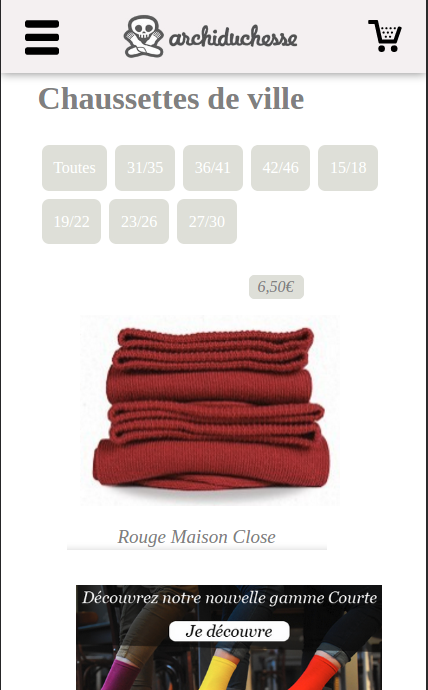 archiduchesse
Chaussettes de ville
Toutes 31/35 36/41 42/46 15/18
19/22 23/26 27/30
6,50€
Rouge Maison Close
Découvrez notre nouvelle gamme Courte
Je découvre